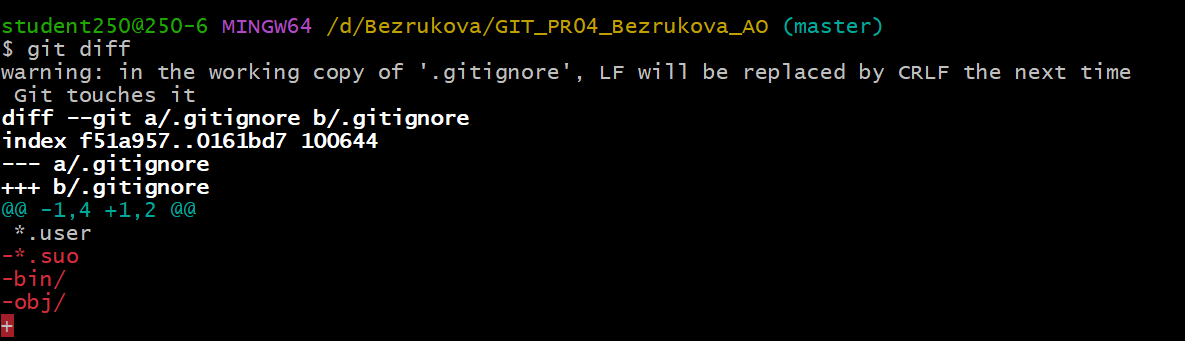 student250@250-6 MINGW64 /d/Bezrukova/GIT_PR04_Bezrukova_AO (master)
$ git diff
warning: in the working copy of '.gitignore', LF will be replaced by CRLF the next time
 Git touches it
diff --git a/.gitignore b/.gitignore
index f51a957..0161bd7 100644
--- a/.gitignore
+++ b/.gitignore
@@ -1,4 +1,2 @@
 *.user
-*.suo
-bin/
-obj/
+